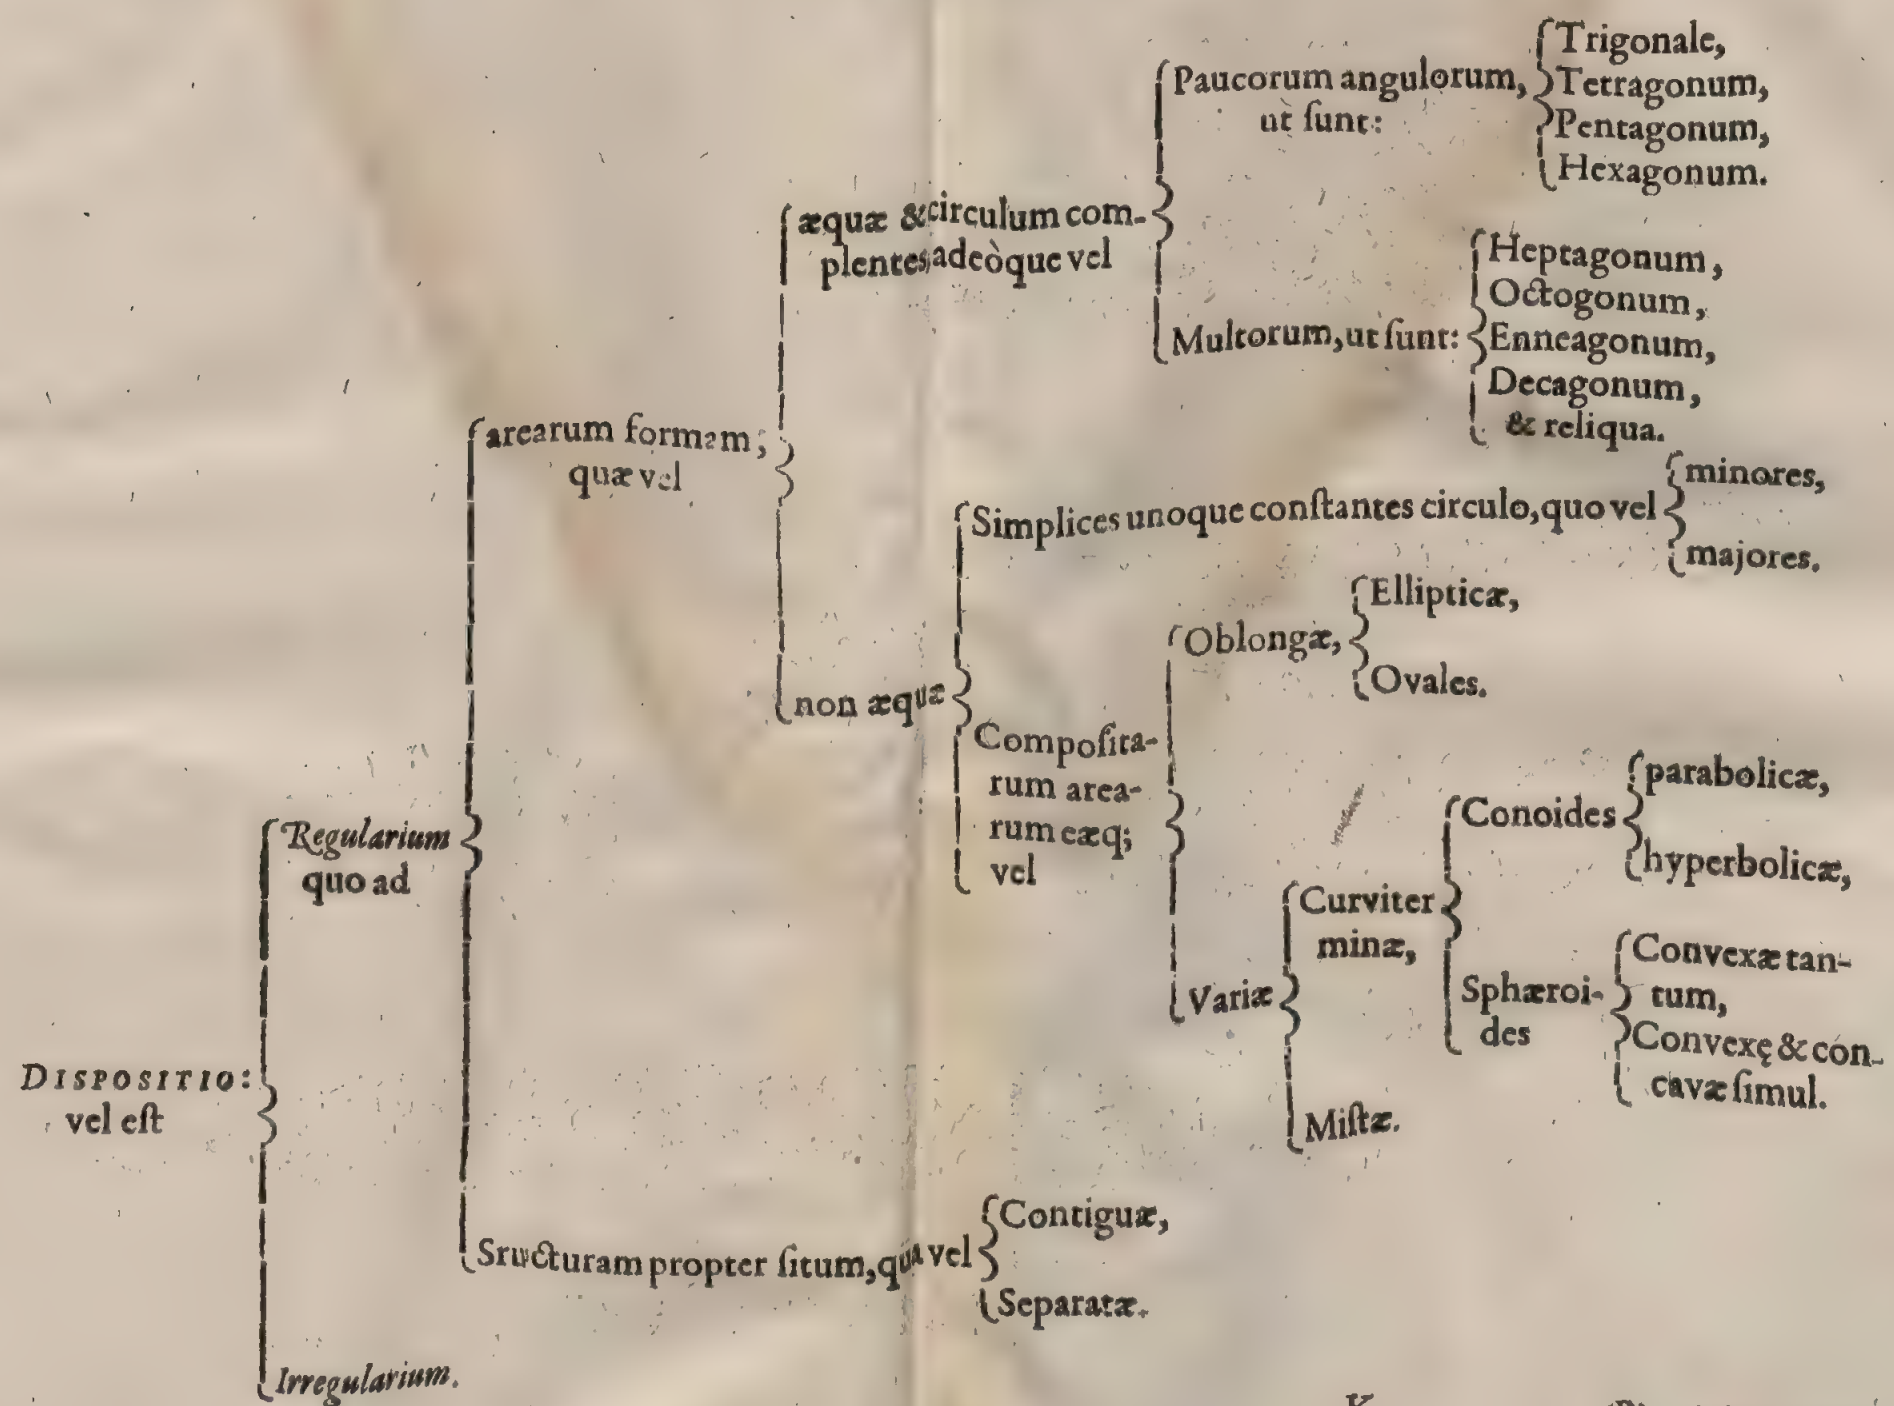 DISPOSITIO:
vel eſt
Regularium
quo ad
arearum formam;
quæ vel
æquæ & circulum com-
plentes, adeòque vel
Paucorum angulorum,
ut ſunt:
Trigonale,
Tetragonum,
Pentagonum,
Hexagonum.
Multorum, ut ſunt:
Heptagonum,
Octogonum,
Enneagonum,
Decagonum,
& reliqua.
non æquæ
Simplices unoque conſtantes circulo, quo vel
minores,
majores.
Compoſita-
rum area-
rum eæq;
vel
Oblongæ,
Ellipticæ,
Ovales.
Variæ
Curviter
minæ,
Conoides
parabolicæ,
hyperbolicæ,
Sphæroi-
des
Convexæ tan-
tum,
Convexę & con-
cavæ ſimul.
Miſtæ.
Sructuram propter ſitum, qua vel
Contiguæ,
Separatæ.
Irregularium.